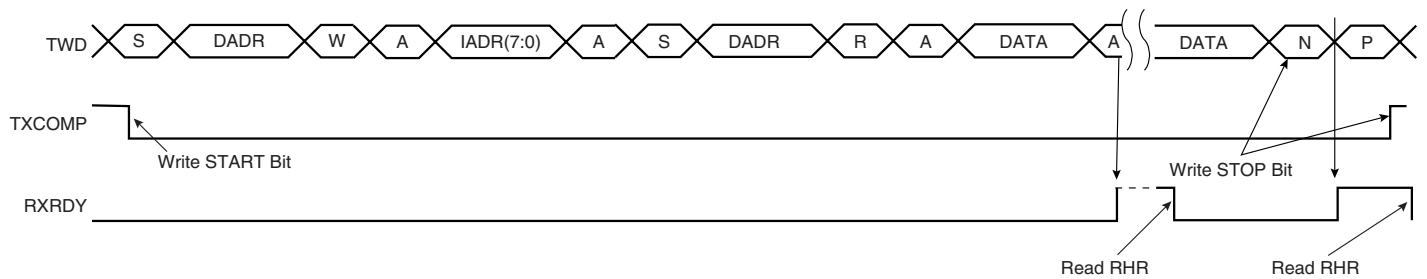 TWD S DADR W A IADR(7:0) A S DADR R A DATA A DATA N P
TXCOMP
Write START Bit
Write STOP Bit
RXRDY
Read RHR Read RHR